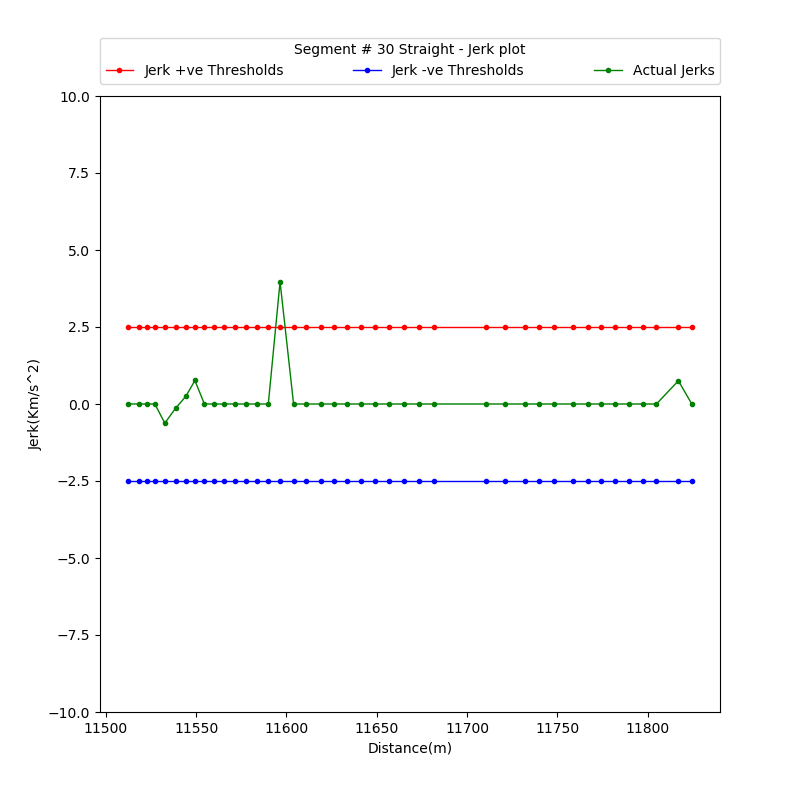 Segment # 30 Straight - Jerk plot
Jerk +ve Thresholds Jerk -ve Thresholds Actual Jerks
10.0
7.5
5.0
2.5
0.0
−2.5
−5.0
−7.5
−10.0
Jerk(Km/s^2)
11500 11550 11600 11650 11700 11750 11800
Distance(m)